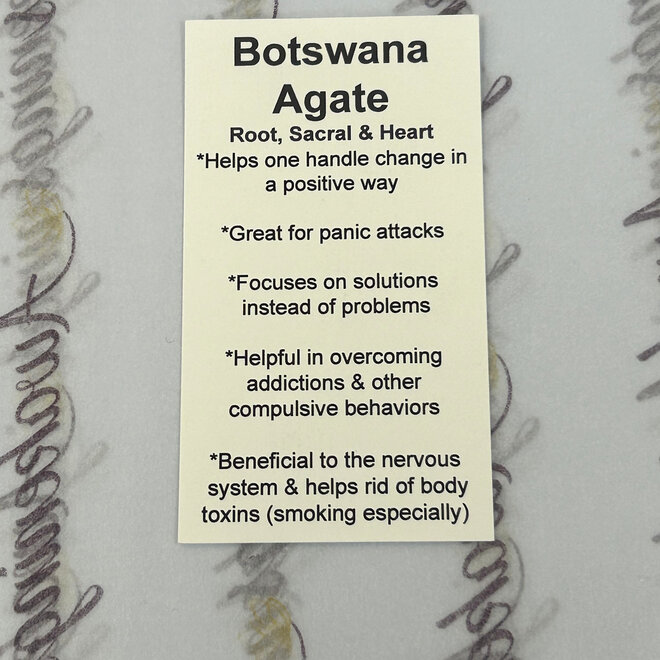 Botswana
Agate
Root, Sacral & Heart
*Helps one handle change in
a positive way
*Great for panic attacks
*Focuses on solutions
instead of problems
*Helpful in overcoming
addictions & other
compulsive behaviors
*Beneficial to the nervous
system & helps rid of body
toxins (smoking especially)